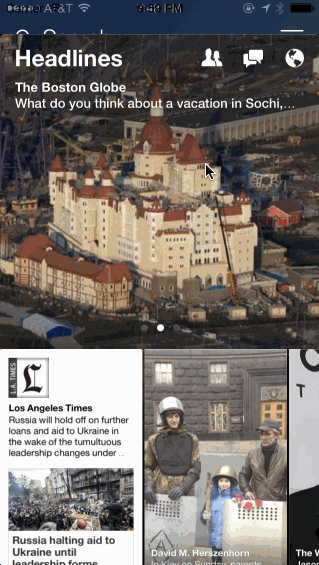 AT&T
9:59 PM
Headlines
The Boston Globe
What do you think about a vacation in Sochi,...
L.A. TIMES
L
Los Angeles Times
Russia will hold off on further
loans and aid to Ukraine in
the wake of the tumultuous
leadership changes under ...
Russia halting aid to
Ukraine until
leadership forms
David M. Herszenhorn
In Kiev on Sunday, parents
T
The W